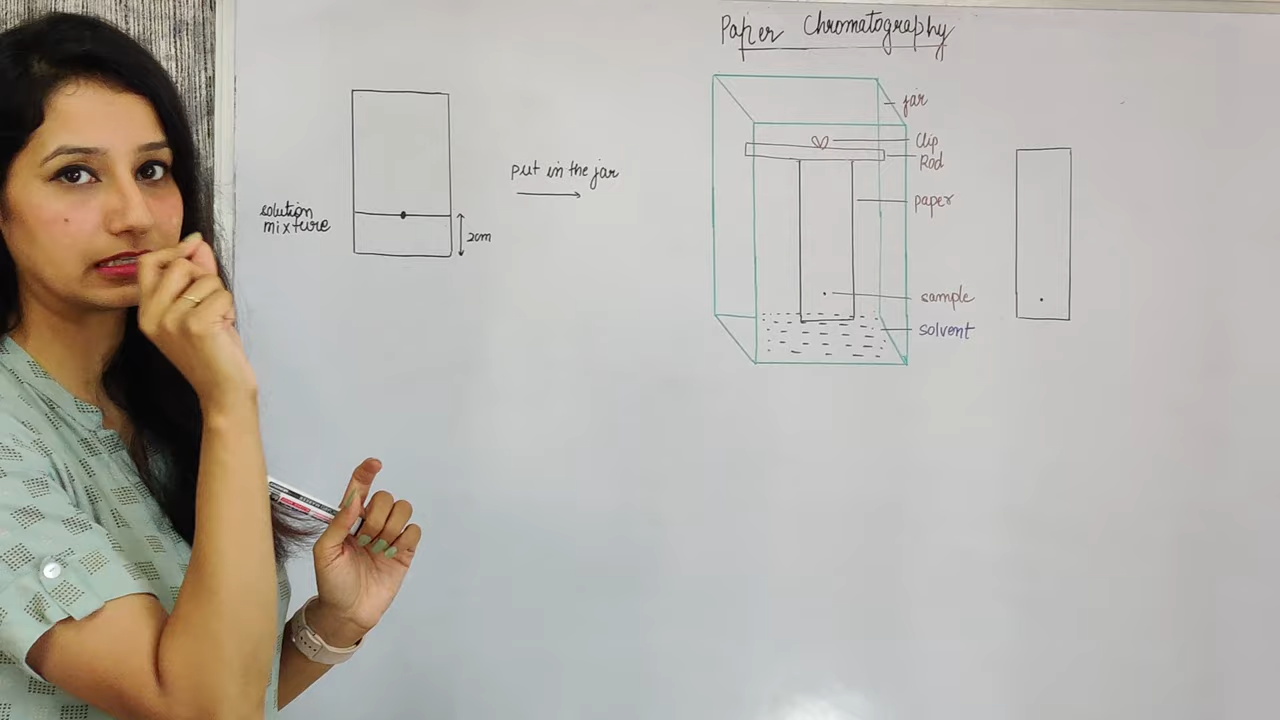 Paper Chromatography
jar
put in the jar
Clip
Rod
paper
solution
mixture
2cm
sample
solvent